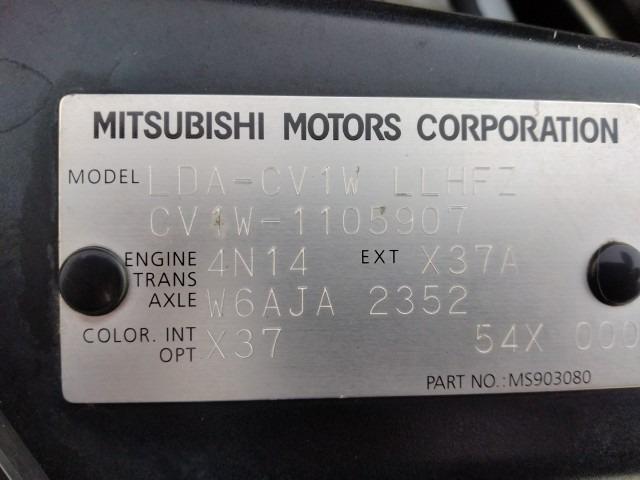 MITSUBISHI MOTORS CORPORATION
MODEL LDA-CV1W LLHFZ
CV1W-1105907
ENGINE 4N14 EXT X37A
TRANS
AXLE W6AJA 2352
COLOR. INT
OPT. X37 54X 000
PART NO.:MS903080